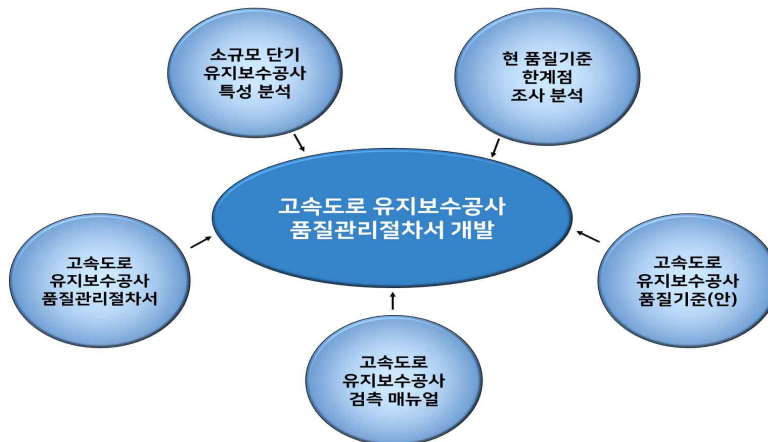 소규모 단기
유지보수공사
특성 분석
현 품질기준
한계점
조사 분석
고속도로 유지보수공사
품질관리절차서 개발
고속도로
유지보수공사
품질관리절차서
고속도로
유지보수공사
품질기준(안)
고속도로
유지보수공사
검측 매뉴얼